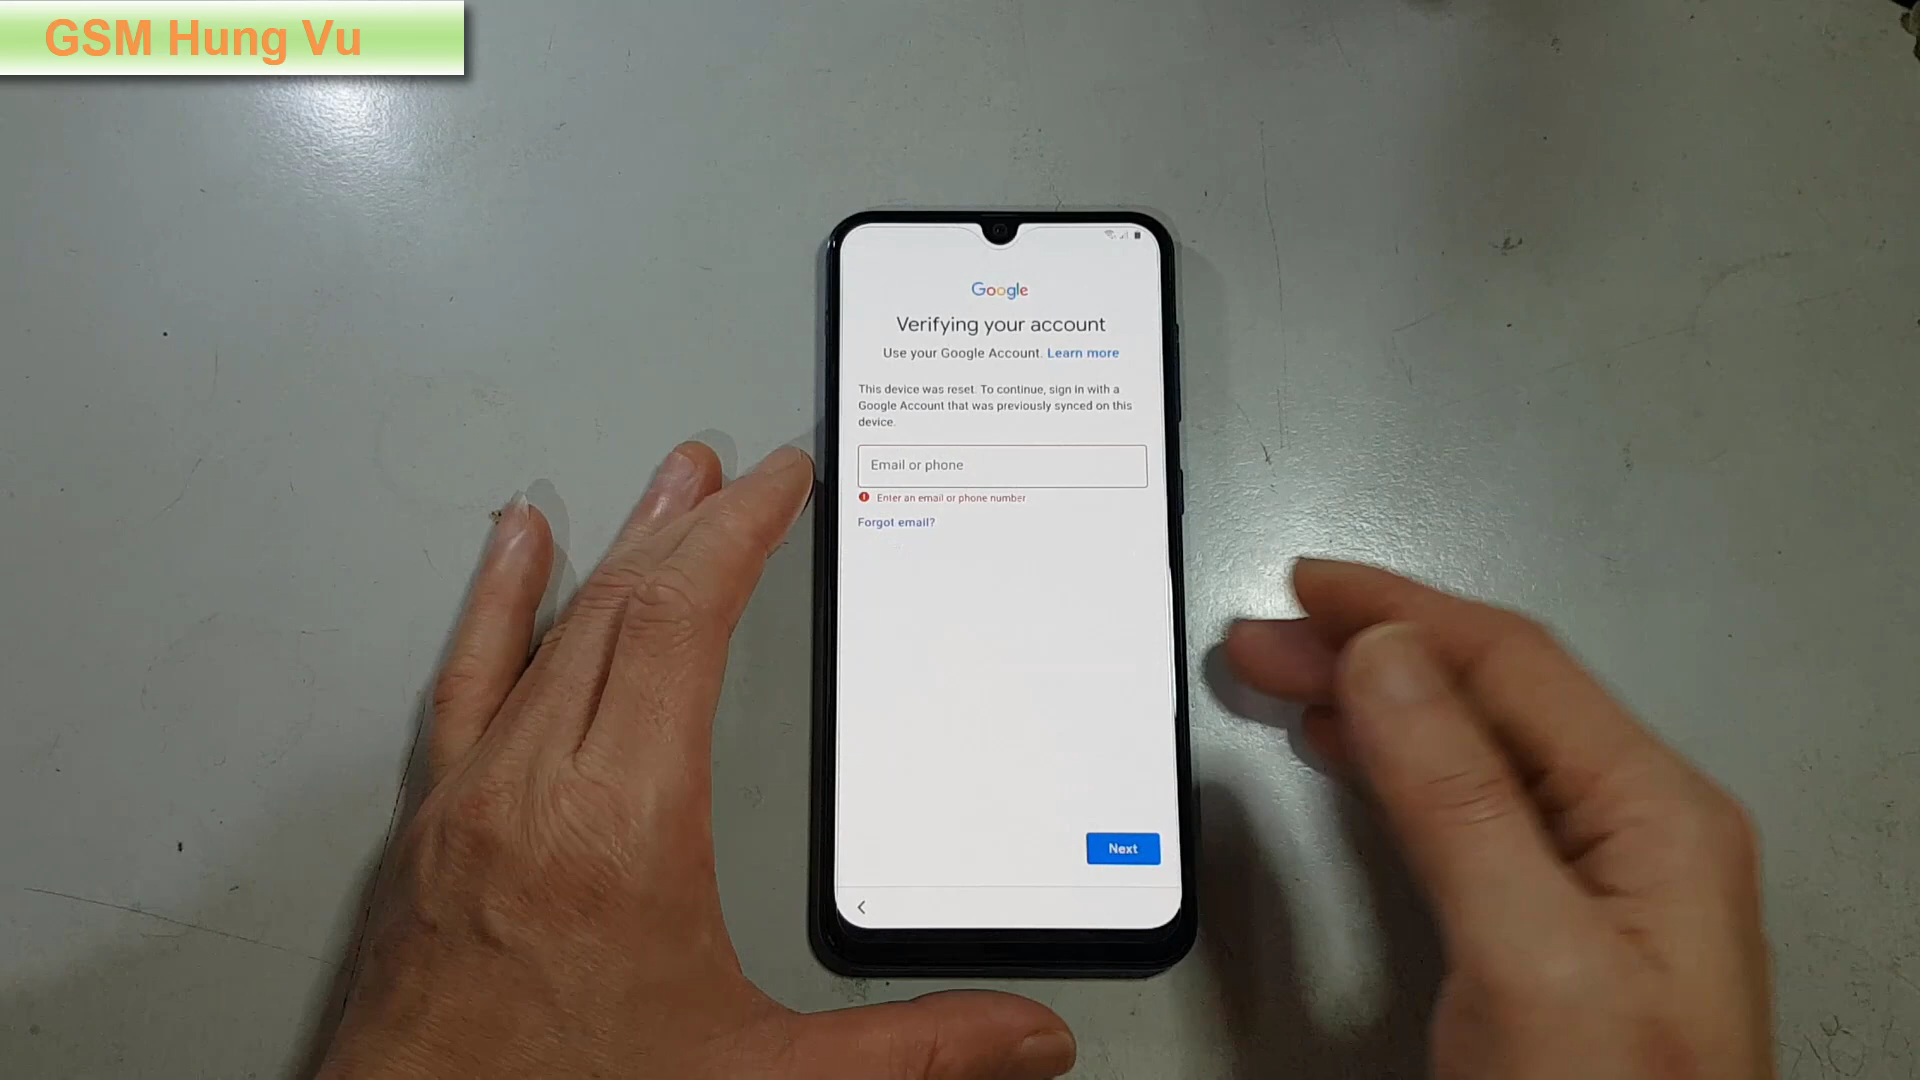 GSM Hung Vu
Google
Verifying your account
Use your Google Account. Learn more
This device was reset. To continue, sign in with a
Google Account that was previously synced on this
device.
Email or phone
Enter an email or phone number
Forgot email?
Next